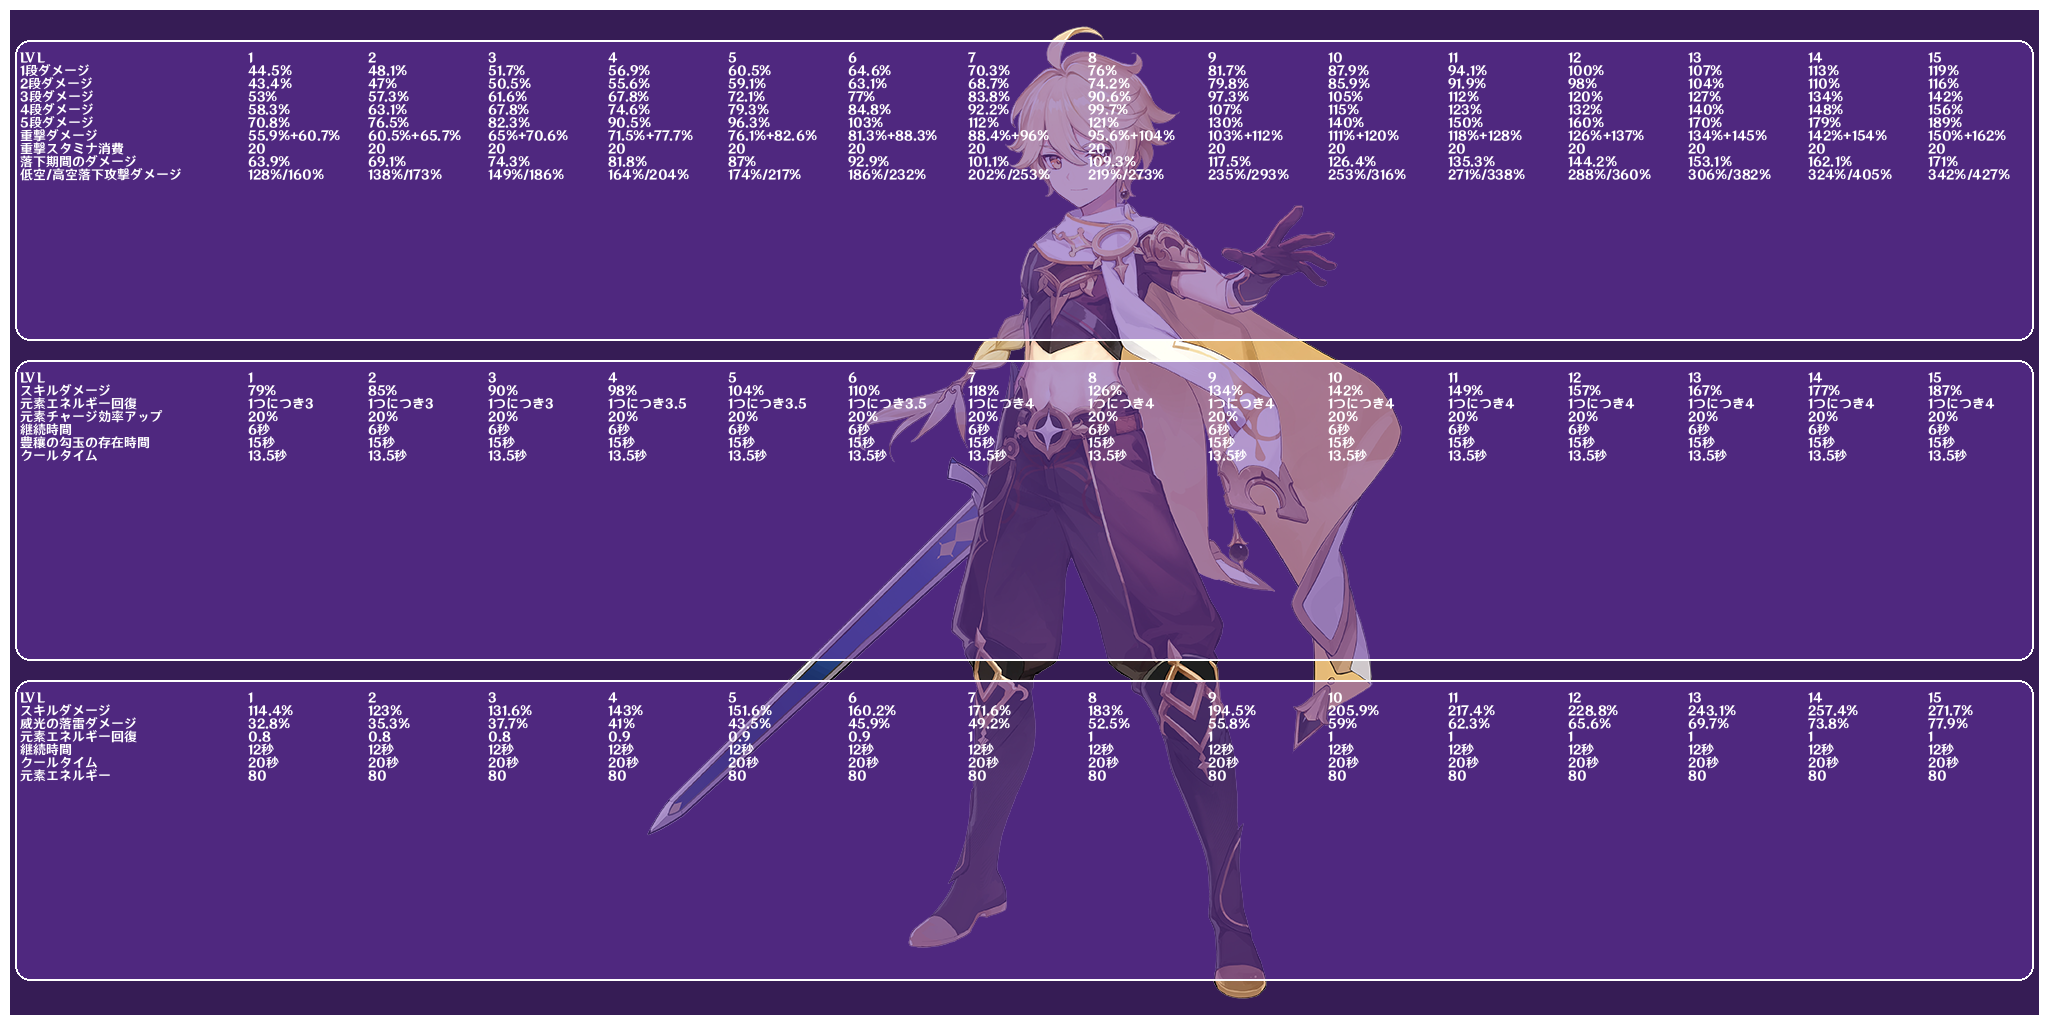 LVL 1 2 3 4 5 6 7 8 9 10 11 12 13 14 15
1段ダメージ 44.5% 48.1% 51.7% 56.9% 60.5% 64.6% 70.3% 76% 81.7% 87.9% 94.1% 100% 107% 113% 119%
2段ダメージ 43.4% 47% 50.5% 55.6% 59.1% 63.1% 68.7% 74.2% 79.8% 85.9% 91.9% 98% 104% 110% 116%
3段ダメージ 53% 57.3% 61.6% 67.8% 72.1% 77% 83.8% 90.6% 97.3% 105% 112% 120% 127% 134% 142%
4段ダメージ 58.3% 63.1% 67.8% 74.6% 79.3% 84.8% 92.2% 99.7% 107% 115% 123% 132% 140% 148% 156%
5段ダメージ 70.8% 76.5% 82.3% 90.5% 96.3% 103% 112% 121% 130% 140% 150% 160% 170% 179% 189%
重撃ダメージ 55.9%+60.7% 60.5%+65.7% 65%+70.6% 71.5%+77.7% 76.1%+82.6% 81.3%+88.3% 88.4%+96% 95.6%+104% 103%+112% 111%+120% 118%+128% 126%+137% 134%+145% 142%+154% 150%+162%
重撃スタミナ消費 20 20 20 20 20 20 20 20 20 20 20 20 20 20 20
落下期間のダメージ 63.9% 69.1% 74.3% 81.8% 87% 92.9% 101.1% 109.3% 117.5% 126.4% 135.3% 144.2% 153.1% 162.1% 171%
低空/高空落下攻撃ダメージ 128%/160% 138%/173% 149%/186% 164%/204% 174%/217% 186%/232% 202%/253% 219%/273% 235%/293% 253%/316% 271%/338% 288%/360% 306%/382% 324%/405% 342%/427%
LVL 1 2 3 4 5 6 7 8 9 10 11 12 13 14 15
スキルダメージ 79% 85% 90% 98% 104% 110% 118% 126% 134% 142% 149% 157% 167% 177% 187%
元素エネルギー回復 1つにつき3 1つにつき3 1つにつき3 1つにつき3.5 1つにつき3.5 1つにつき3.5 1つにつき4 1つにつき4 1つにつき4 1つにつき4 1つにつき4 1つにつき4 1つにつき4 1つにつき4 1つにつき4
元素チャージ効率アップ 20% 20% 20% 20% 20% 20% 20% 20% 20% 20% 20% 20% 20% 20% 20%
継続時間 6秒 6秒 6秒 6秒 6秒 6秒 6秒 6秒 6秒 6秒 6秒 6秒 6秒 6秒 6秒
豊穣の勾玉の存在時間 15秒 15秒 15秒 15秒 15秒 15秒 15秒 15秒 15秒 15秒 15秒 15秒 15秒 15秒 15秒
クールタイム 13.5秒 13.5秒 13.5秒 13.5秒 13.5秒 13.5秒 13.5秒 13.5秒 13.5秒 13.5秒 13.5秒 13.5秒 13.5秒 13.5秒 13.5秒
LVL 1 2 3 4 5 6 7 8 9 10 11 12 13 14 15
スキルダメージ 114.4% 123% 131.6% 143% 151.6% 160.2% 171.6% 183% 194.5% 205.9% 217.4% 228.8% 243.1% 257.4% 271.7%
威光の落雷ダメージ 32.8% 35.3% 37.7% 41% 43.5% 45.9% 49.2% 52.5% 55.8% 59% 62.3% 65.6% 69.7% 73.8% 77.9%
元素エネルギー回復 0.8 0.8 0.8 0.9 0.9 0.9 1 1 1 1 1 1 1 1 1
継続時間 12秒 12秒 12秒 12秒 12秒 12秒 12秒 12秒 12秒 12秒 12秒 12秒 12秒 12秒 12秒
クールタイム 20秒 20秒 20秒 20秒 20秒 20秒 20秒 20秒 20秒 20秒 20秒 20秒 20秒 20秒 20秒
元素エネルギー 80 80 80 80 80 80 80 80 80 80 80 80 80 80 80